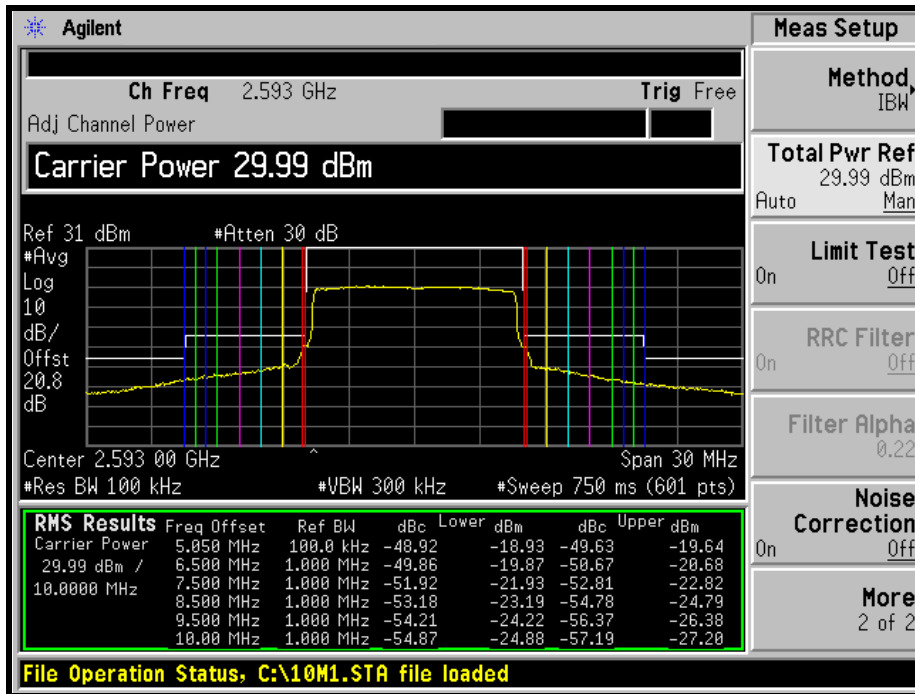 Agilent
Meas Setup
Ch Freq 2.593 GHz Trig Free
Adj Channel Power
Carrier Power 29.99 dBm
Ref 31 dBm #Atten 30 dB
#Avg
Log
10
dB/
Offst
20.8
dB
Center 2.593 00 GHz Span 30 MHz
#Res BW 100 kHz #VBW 300 kHz #Sweep 750 ms (601 pts)
RMS Results Freq Offset Ref BW dBc Lower dBm dBc Upper dBm
Carrier Power 5.050 MHz 100.0 kHz -48.92 -18.93 -49.63 -19.64
29.99 dBm / 6.500 MHz 1.000 MHz -49.86 -19.87 -50.67 -20.68
10.0000 MHz 7.500 MHz 1.000 MHz -51.92 -21.93 -52.81 -22.82
8.500 MHz 1.000 MHz -53.18 -23.19 -54.78 -24.79
9.500 MHz 1.000 MHz -54.21 -24.22 -56.37 -26.38
10.00 MHz 1.000 MHz -54.87 -24.88 -57.19 -27.20
Method
IBW
Total Pwr Ref
29.99 dBm
Auto Man
Limit Test
On Off
RRC Filter
On Off
Filter Alpha
0.22
Noise
Correction
On Off
More
2 of 2
File Operation Status, C:\10M1.STA file loaded